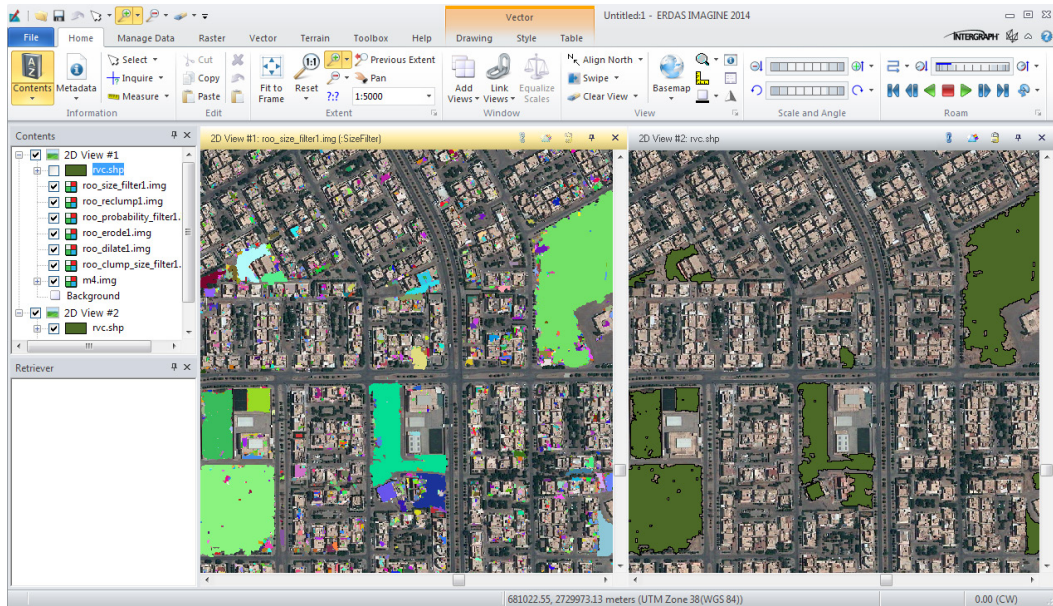 Vector
Untitled:1 - ERDAS IMAGINE 2014
File Home Manage Data Raster Vector Terrain Toolbox Help Drawing Style Table
INTERGRAPH
Contents
Metadata
Select
Inquire
Measure
Information
Cut
Copy
Paste
Edit
Fit to
Frame
Reset
Previous Extent
Pan
1:5000
Extent
Add
Views
Link
Views
Equalize
Scales
Window
Align North
Swipe
Clear View
Basemap
View
Scale and Angle
Roam
Contents
2D View #1
rvc.shp
roo_size_filter1.img
roo_reclump1.img
roo_probability_filter1.
roo_erode1.img
roo_dilate1.img
roo_clump_size_filter1.
m4.img
Background
2D View #2
rvc.shp
Retriever
2D View #1: roo_size_filter1.img (:SizeFilter)
2D View #2: rvc.shp
681022.55, 2729973.13 meters (UTM Zone 38(WGS 84))
0.00 (CW)